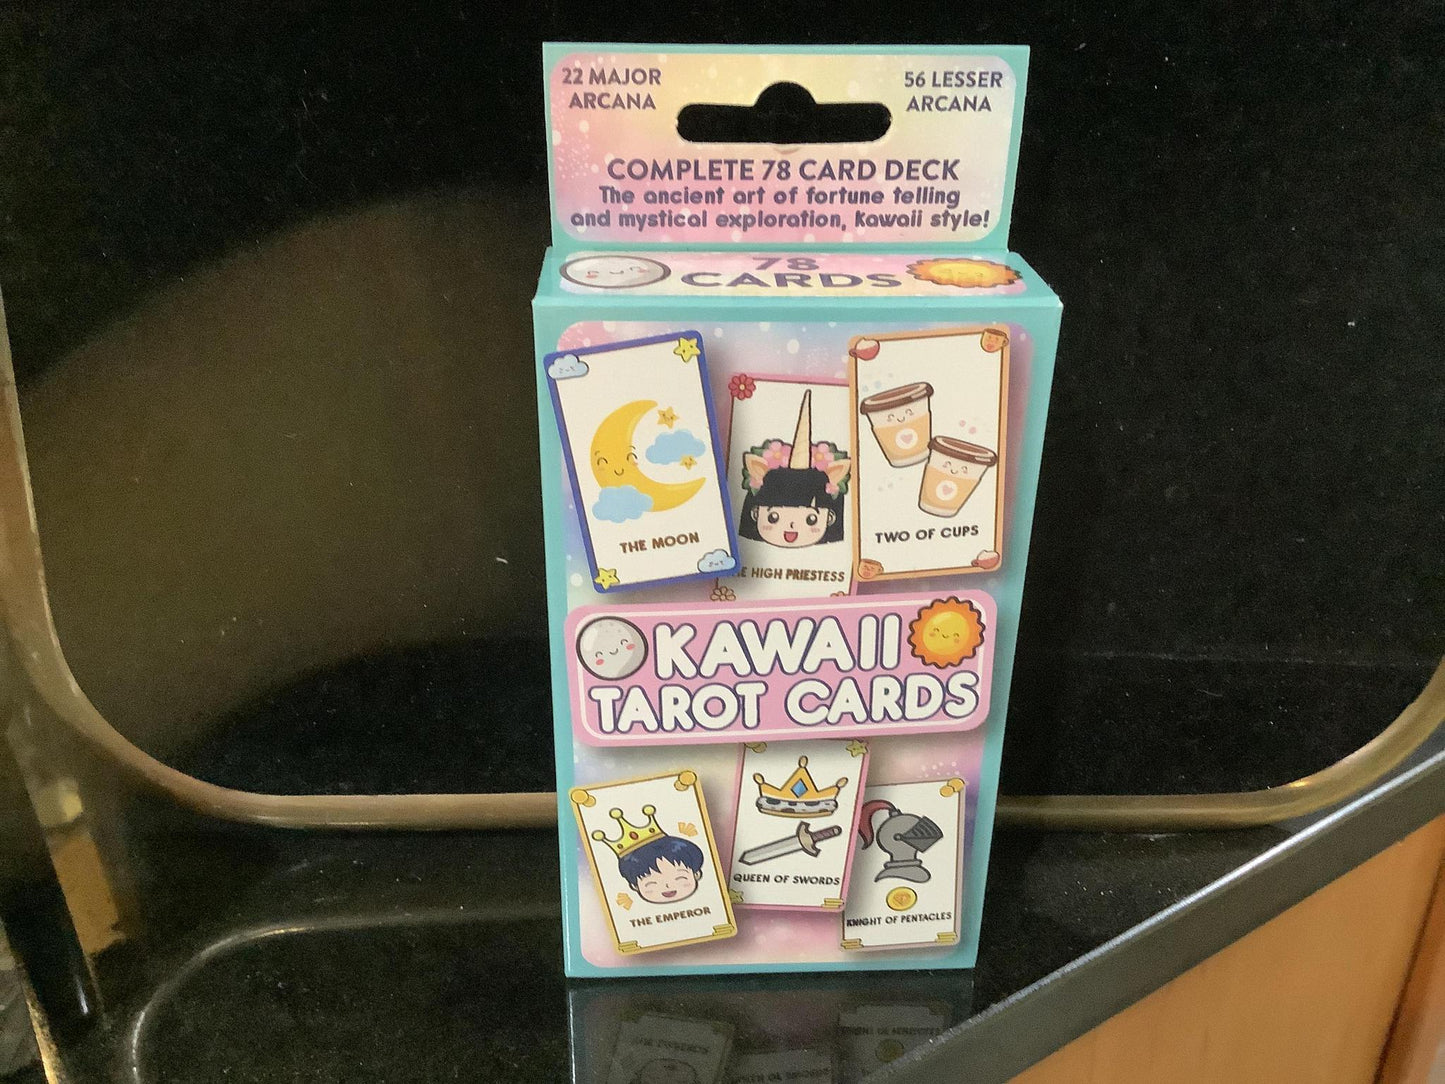 22 MAJOR
ARCANA
56 LESSER
ARCANA
COMPLETE 78 CARD DECK
The ancient art of fortune telling
and mystical exploration, Kawaii style!
78
CARDS
THE MOON
HIGH PRIESTESS
TWO OF CUPS
KAWAII
TAROT CARDS
THE EMPEROR
QUEEN OF SWORDS
KNIGHT OF PENTACLES